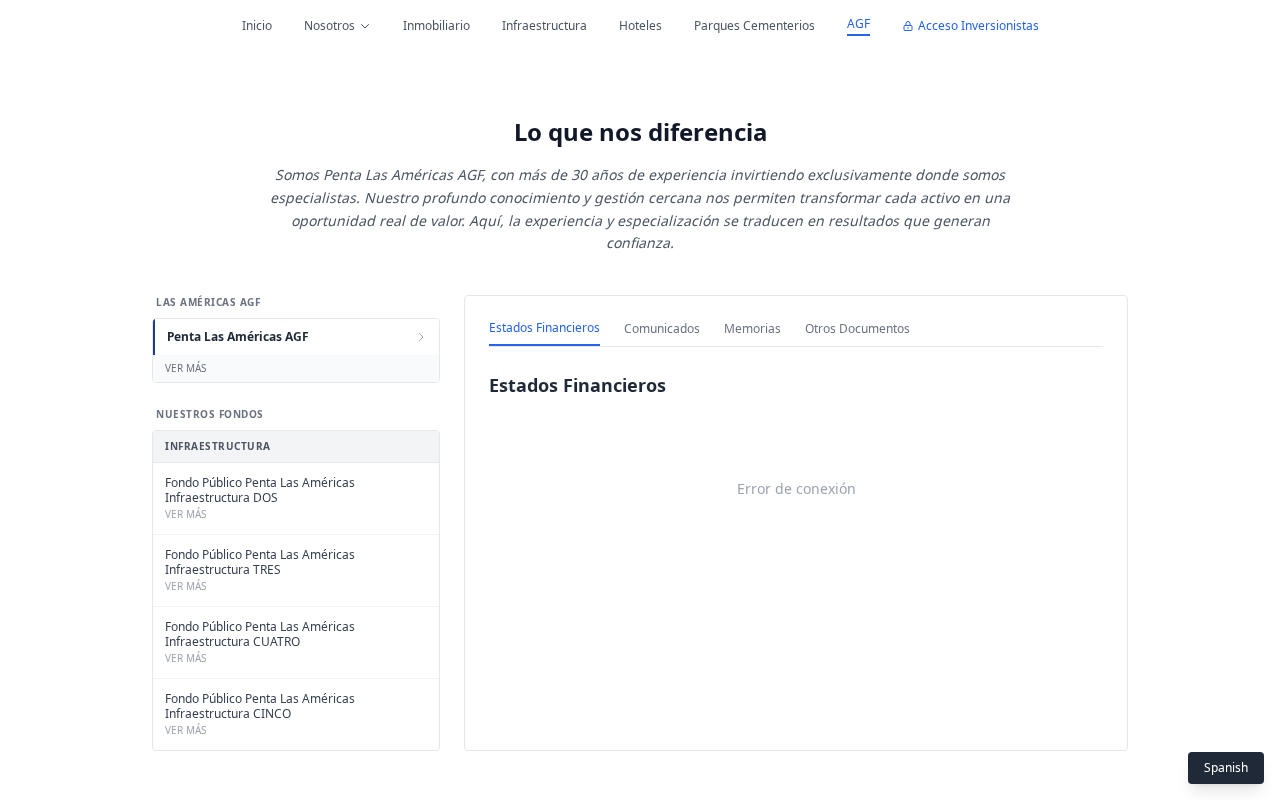 Inicio
Nosotros
Inmobiliario
Infraestructura
Hoteles
Parques Cementerios
AGF
Acceso Inversionistas
Lo que nos diferencia
Somos Penta Las Américas AGF, con más de 30 años de experiencia invirtiendo exclusivamente donde somos
especialistas. Nuestro profundo conocimiento y gestión cercana nos permiten transformar cada activo en una
oportunidad real de valor. Aquí, la experiencia y especialización se traducen en resultados que generan
confianza.
LAS AMÉRICAS AGF
Penta Las Américas AGF
VER MÁS
NUESTROS FONDOS
INFRAESTRUCTURA
Fondo Público Penta Las Américas
Infraestructura DOS
VER MÁS
Fondo Público Penta Las Américas
Infraestructura TRES
VER MÁS
Fondo Público Penta Las Américas
Infraestructura CUATRO
VER MÁS
Fondo Público Penta Las Américas
Infraestructura CINCO
VER MÁS
Estados Financieros
Comunicados
Memorias
Otros Documentos
Estados Financieros
Error de conexión
Spanish